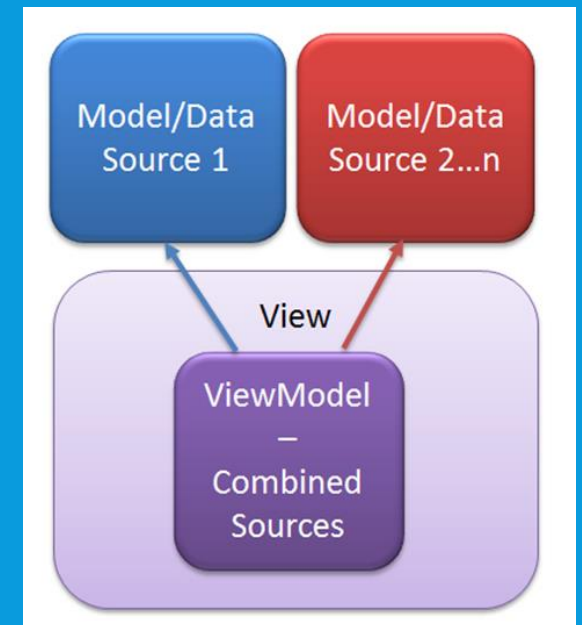 Model/Data
Source 1
Model/Data
Source 2...n
View
ViewModel
–
Combined
Sources